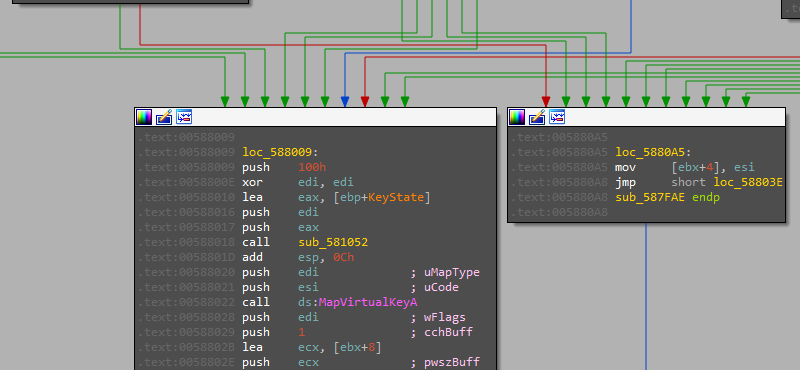 .text:00588009
.text:00588009 loc_588009:
.text:00588009 push 100h
.text:0058800E xor edi, edi
.text:00588010 lea eax, [ebp+KeyState]
.text:00588016 push edi
.text:00588017 push eax
.text:00588018 call sub_581052
.text:0058801D add esp, 0Ch
.text:00588020 push edi ; uMapType
.text:00588021 push esi ; uCode
.text:00588022 call ds:MapVirtualKeyA
.text:00588028 push edi ; wFlags
.text:00588029 push 1 ; cchBuff
.text:0058802B lea ecx, [ebx+8]
.text:0058802E push ecx ; pwszBuff
.text:005880A5
.text:005880A5 loc_5880A5:
.text:005880A5 mov [ebx+4], esi
.text:005880A8 jmp short loc_58803E
.text:005880A8 sub_587FAE endp
.text:005880A8